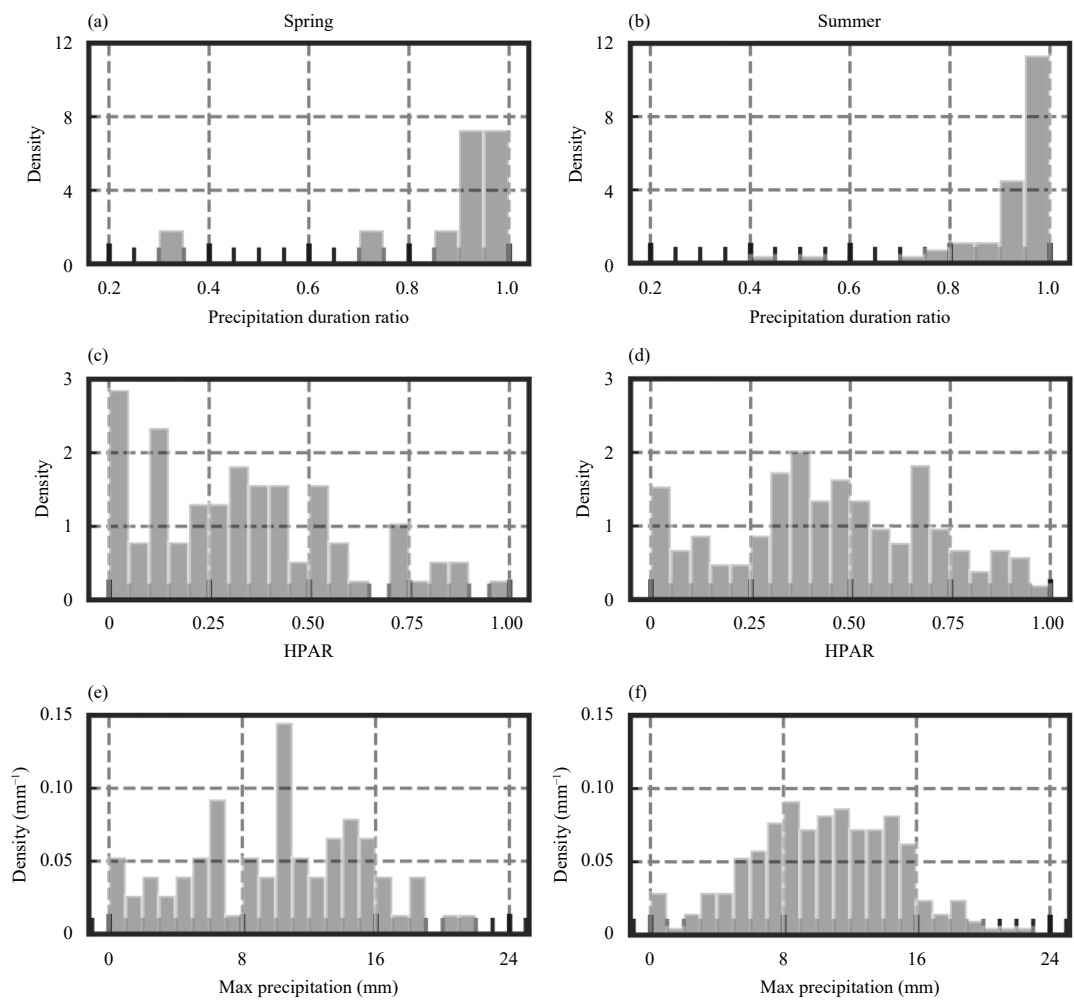 (a) Spring
(b) Summer
12
8
4
0
Density
0.2 0.4 0.6 0.8 1.0
Precipitation duration ratio
12
8
4
0
Density
0.2 0.4 0.6 0.8 1.0
Precipitation duration ratio
(c)
3
2
1
0
Density
0 0.25 0.50 0.75 1.00
HPAR
(d)
3
2
1
0
Density
0 0.25 0.50 0.75 1.00
HPAR
(e)
0.15
0.10
0.05
0
Density (mm⁻¹)
0 8 16 24
Max precipitation (mm)
(f)
0.15
0.10
0.05
0
Density (mm⁻¹)
0 8 16 24
Max precipitation (mm)